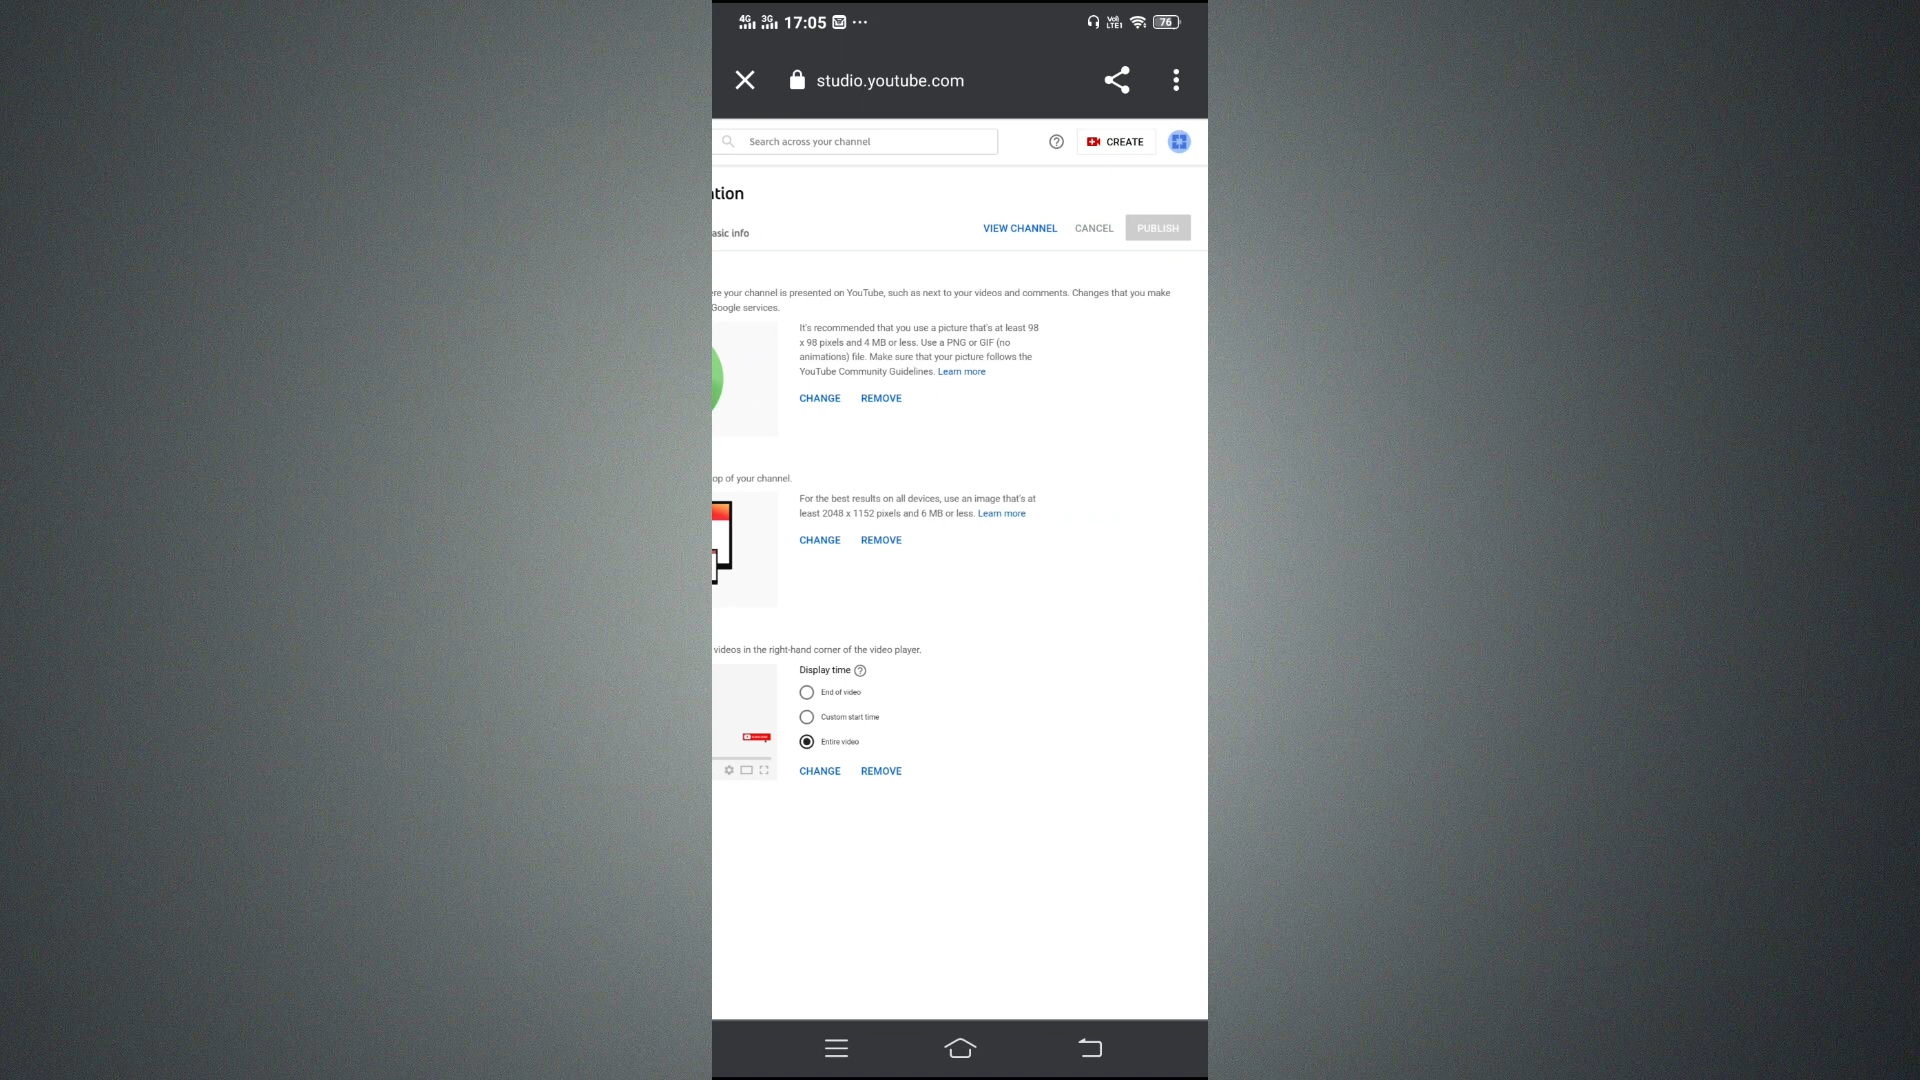 4G 3G 17:05
VoLTE1 76
studio.youtube.com
Search across your channel
CREATE
tion
asic info
VIEW CHANNEL CANCEL PUBLISH
re your channel is presented on YouTube, such as next to your videos and comments. Changes that you make
Google services.
It's recommended that you use a picture that's at least 98
x 98 pixels and 4 MB or less. Use a PNG or GIF (no
animations) file. Make sure that your picture follows the
YouTube Community Guidelines. Learn more
CHANGE REMOVE
op of your channel.
For the best results on all devices, use an image that's at
least 2048 x 1152 pixels and 6 MB or less. Learn more
CHANGE REMOVE
videos in the right-hand corner of the video player.
Display time
End of video
Custom start time
Entire video
CHANGE REMOVE